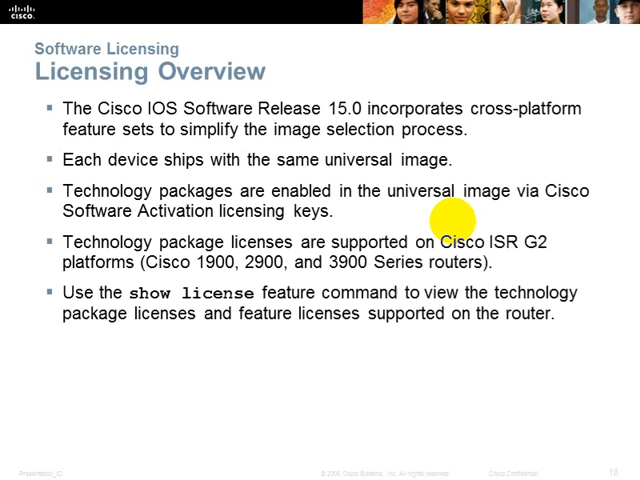 CISCO.
Software Licensing
Licensing Overview
▪ The Cisco IOS Software Release 15.0 incorporates cross-platform
feature sets to simplify the image selection process.
▪ Each device ships with the same universal image.
▪ Technology packages are enabled in the universal image via Cisco
Software Activation licensing keys.
▪ Technology package licenses are supported on Cisco ISR G2
platforms (Cisco 1900, 2900, and 3900 Series routers).
▪ Use the show license feature command to view the technology
package licenses and feature licenses supported on the router.
Presentation_ID © 2008 Cisco Systems, Inc. All rights reserved. Cisco Confidential 16